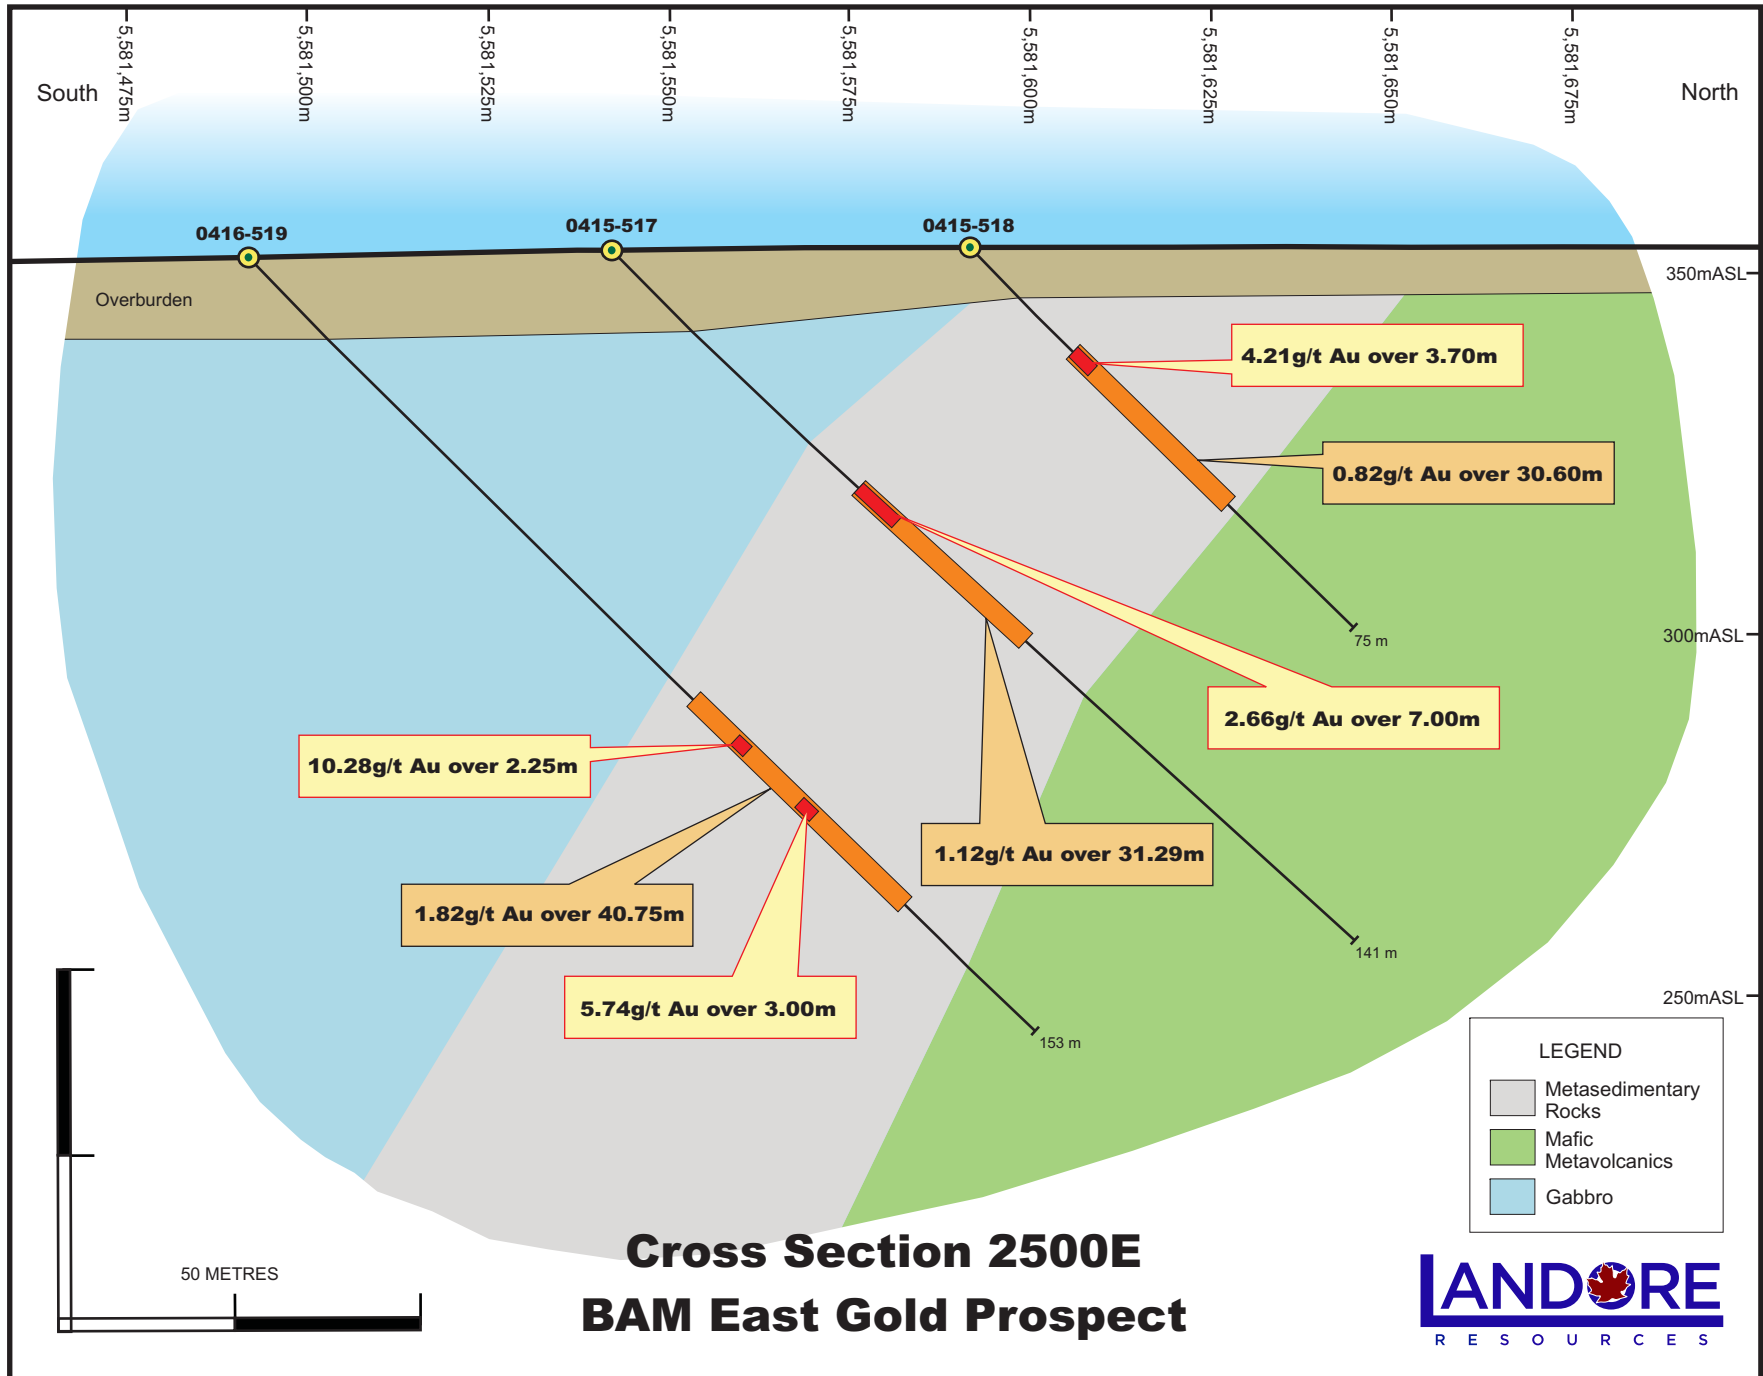 5,581,475m
5,581,500m
5,581,525m
5,581,550m
5,581,575m
5,581,600m
5,581,625m
5,581,650m
5,581,675m
South
North
0416-519
0415-517
0415-518
350mASL
Overburden
4.21g/t Au over 3.70m
0.82g/t Au over 30.60m
75 m
300mASL
2.66g/t Au over 7.00m
10.28g/t Au over 2.25m
1.12g/t Au over 31.29m
1.82g/t Au over 40.75m
141 m
250mASL
5.74g/t Au over 3.00m
153 m
LEGEND
Metasedimentary
Rocks
Mafic
Metavolcanics
Gabbro
50 METRES
Cross Section 2500E
BAM East Gold Prospect
LANDORE
RESOURCES